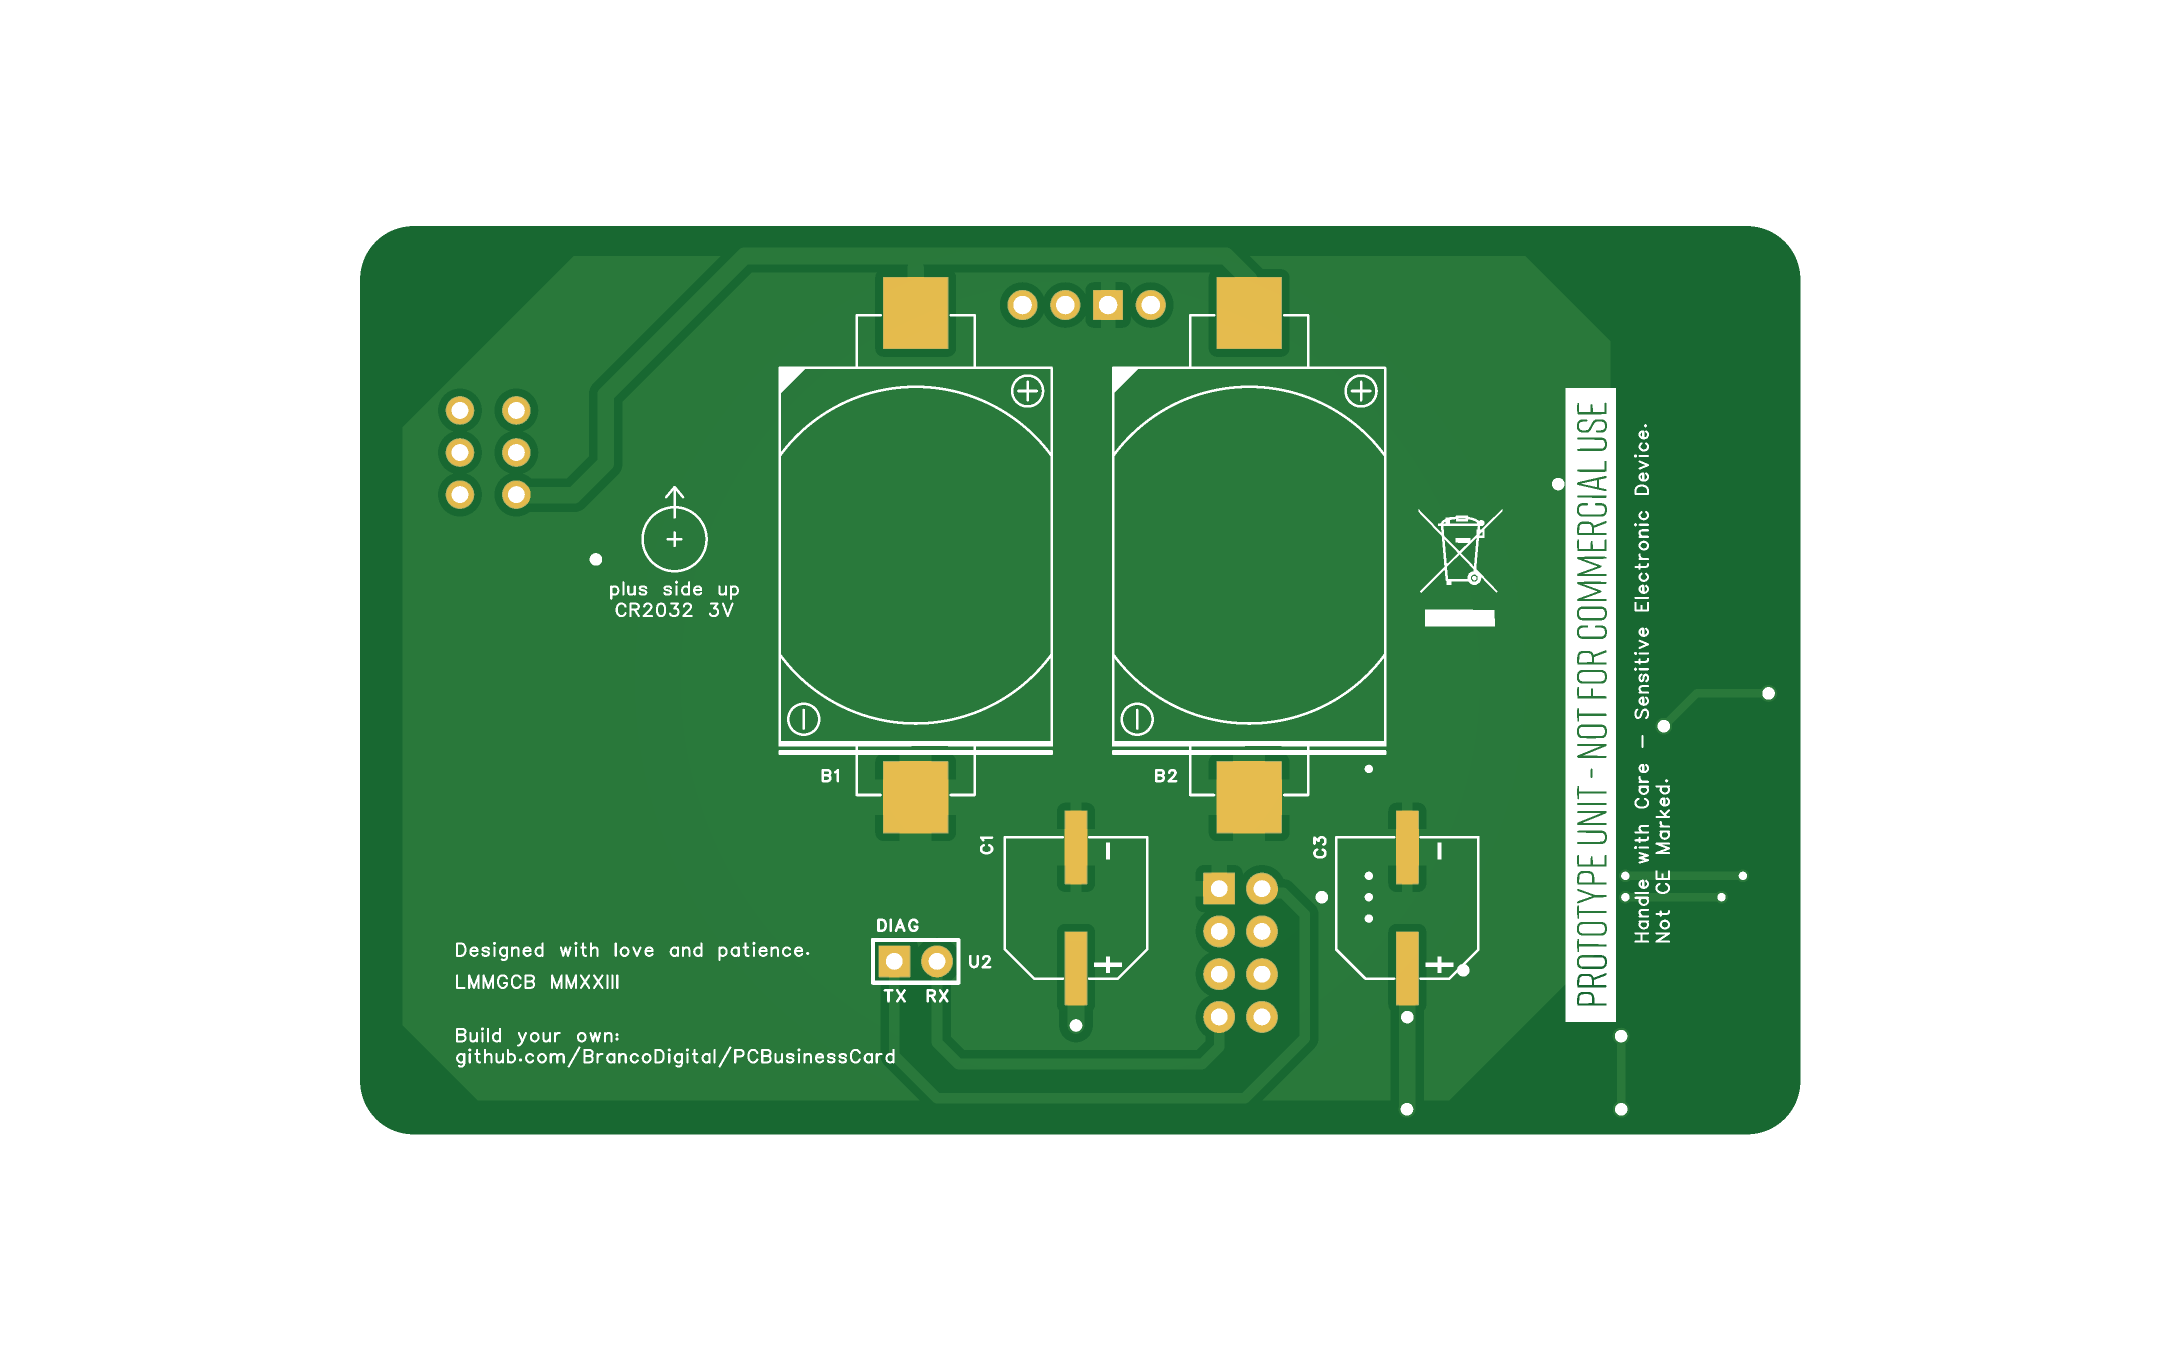 plus side up
CR2032 3V
B1
B2
C1
C3
DIAG
U2
TX RX
Designed with love and patience.
LMMGCB MMXXIII
Build your own:
github.com/BrancoDigital/PCBusinessCard
PROTOTYPE UNIT - NOT FOR COMMERCIAL USE
Handle with Care - Sensitive Electronic Device.
Not CE Marked.